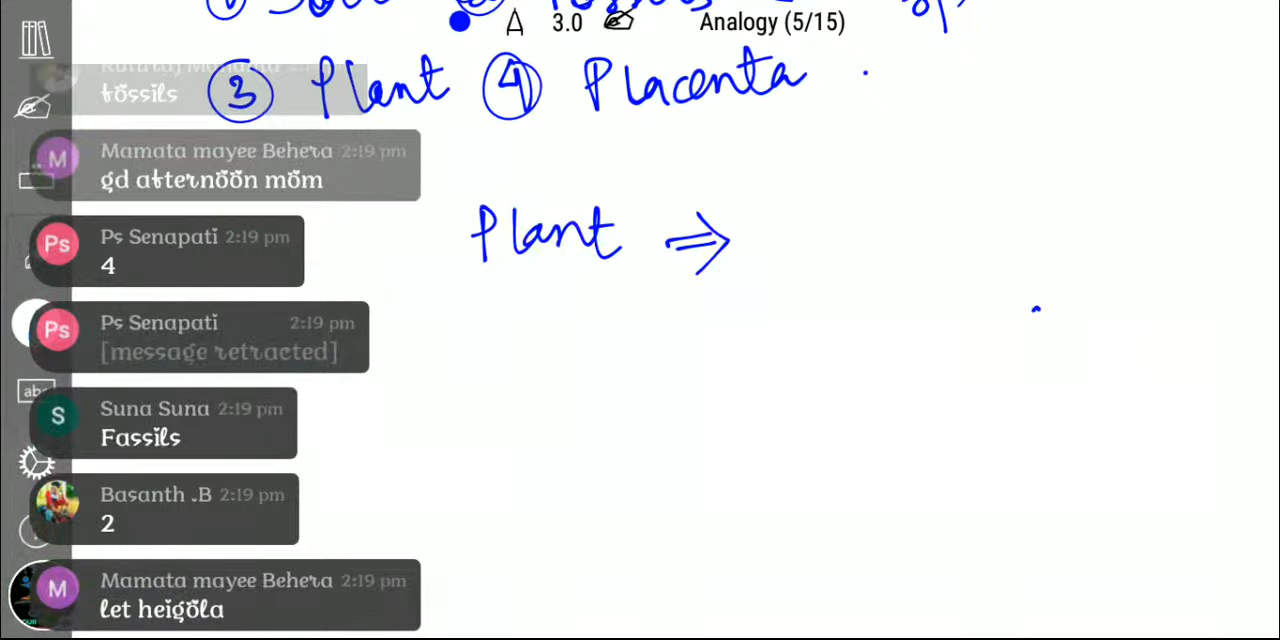 3.0 Analogy (5/15)
③ Plant ④ Placenta
fossils
Mamata mayee Behera 2:19 pm
gd afternoon mom
Plant ⇒
Ps Senapati 2:19 pm
4
Ps Senapati 2:19 pm
[message retracted]
Suna Suna 2:19 pm
Fassils
Basanth .B 2:19 pm
2
Mamata mayee Behera 2:19 pm
let heigola